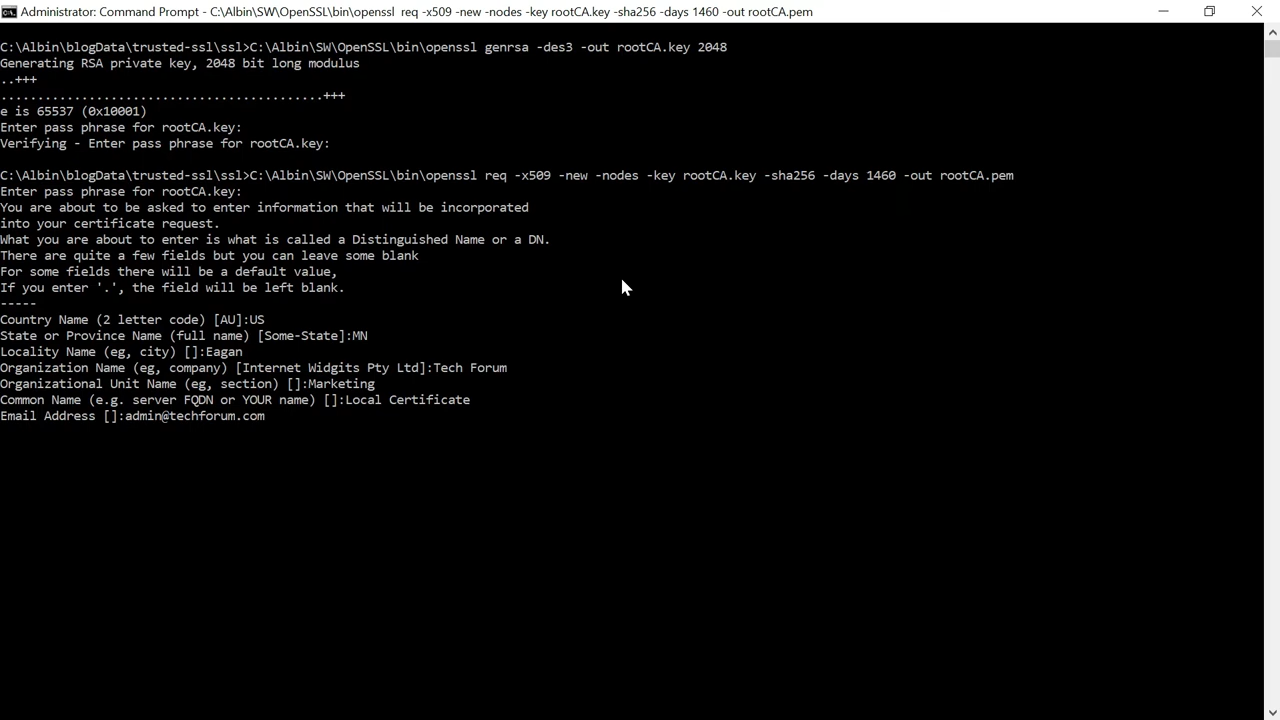 Administrator: Command Prompt - C:\Albin\SW\OpenSSL\bin\openssl  req -x509 -new -nodes -key rootCA.key -sha256 -days 1460 -out rootCA.pem
C:\Albin\blogData\trusted-ssl\ssl>C:\Albin\SW\OpenSSL\bin\openssl genrsa -des3 -out rootCA.key 2048
Generating RSA private key, 2048 bit long modulus
..+++
............................................+++
e is 65537 (0x10001)
Enter pass phrase for rootCA.key:
Verifying - Enter pass phrase for rootCA.key:
C:\Albin\blogData\trusted-ssl\ssl>C:\Albin\SW\OpenSSL\bin\openssl req -x509 -new -nodes -key rootCA.key -sha256 -days 1460 -out rootCA.pem
Enter pass phrase for rootCA.key:
You are about to be asked to enter information that will be incorporated
into your certificate request.
What you are about to enter is what is called a Distinguished Name or a DN.
There are quite a few fields but you can leave some blank
For some fields there will be a default value,
If you enter '.', the field will be left blank.
-----
Country Name (2 letter code) [AU]:US
State or Province Name (full name) [Some-State]:MN
Locality Name (eg, city) []:Eagan
Organization Name (eg, company) [Internet Widgits Pty Ltd]:Tech Forum
Organizational Unit Name (eg, section) []:Marketing
Common Name (e.g. server FQDN or YOUR name) []:Local Certificate
Email Address []:admin@techforum.com